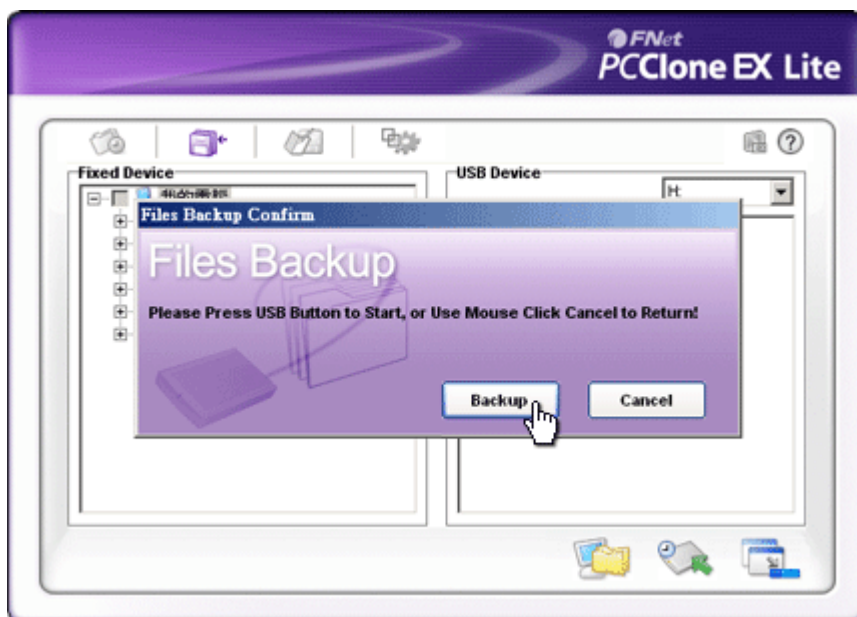 FNet
PCClone EX Lite
Fixed Device
USB Device
H:
Files Backup Confirm
Files Backup
Please Press USB Button to Start, or Use Mouse Click Cancel to Return!
Backup
Cancel